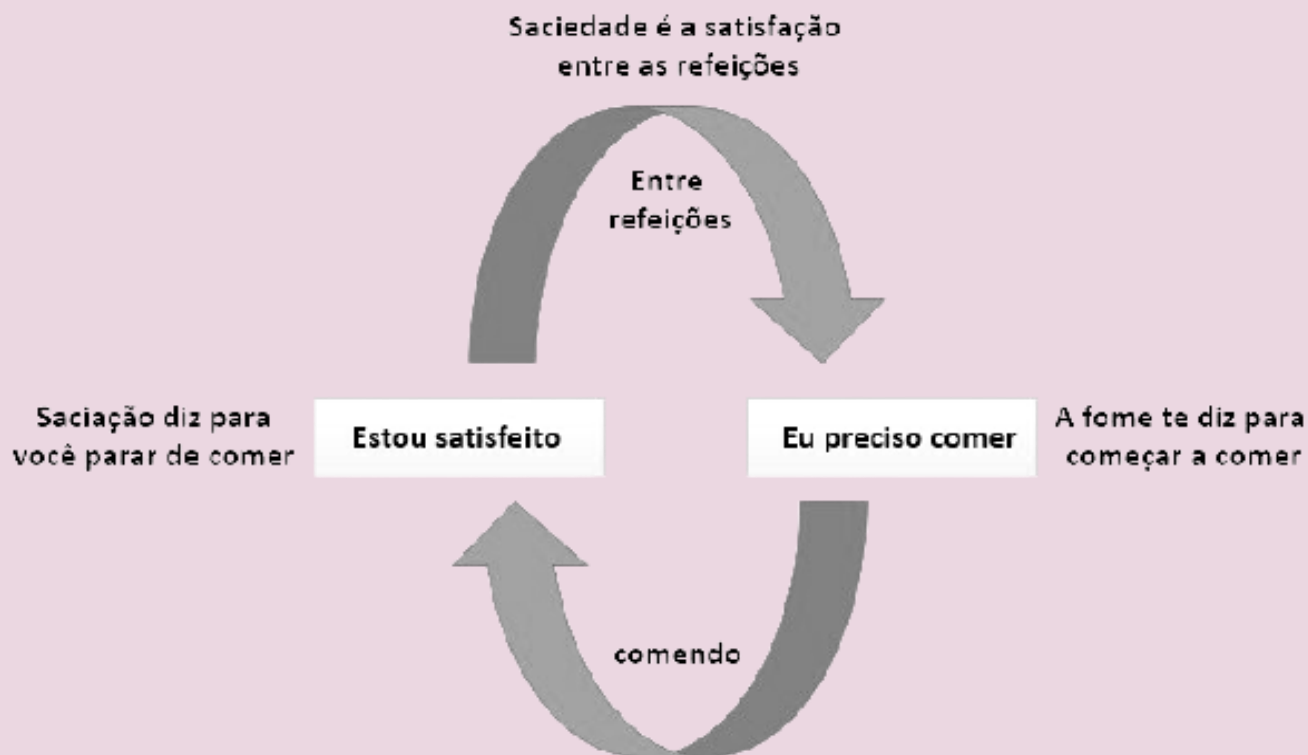 Saciedade é a satisfação
entre as refeições
Entre
refeições
Saciação diz para
você parar de comer
Estou satisfeito
Eu preciso comer
A fome te diz para
começar a comer
comendo